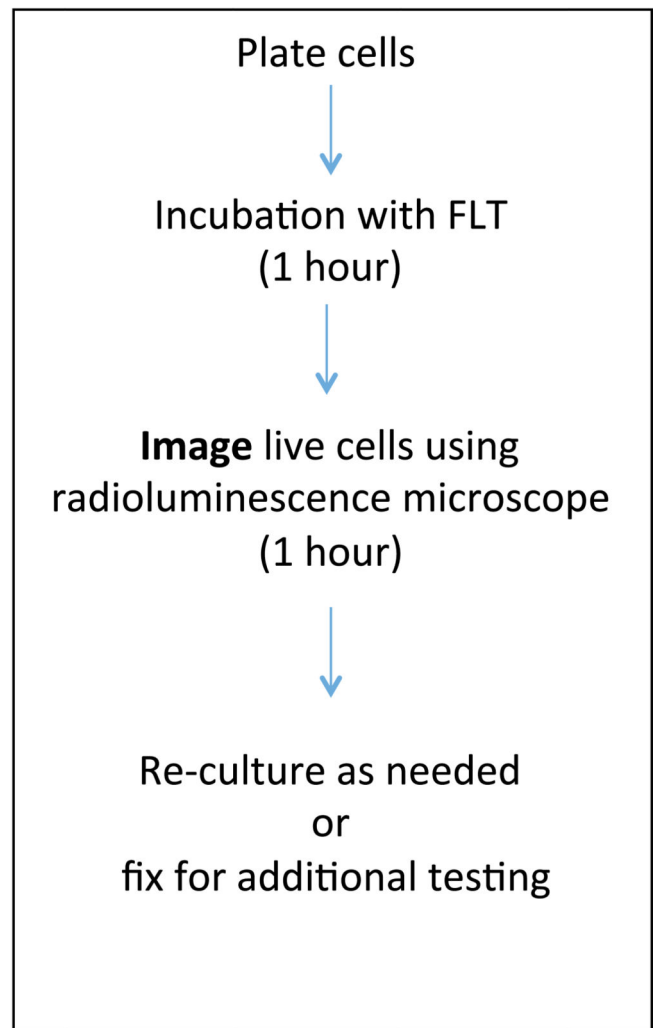 Plate cells
Incubation with FLT
(1 hour)
Image live cells using
radioluminescence microscope
(1 hour)
Re-culture as needed
or
fix for additional testing